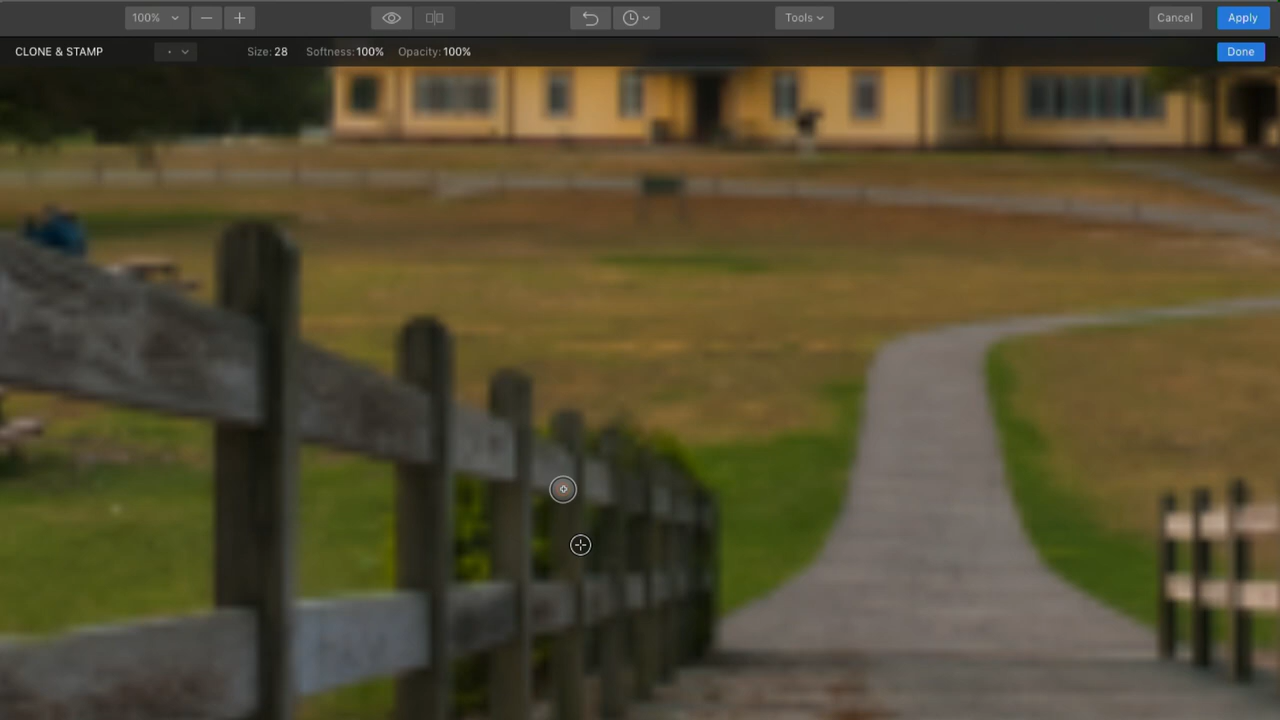 100%
Tools
Cancel
Apply
CLONE & STAMP
Size: 28
Softness: 100%
Opacity: 100%
Done